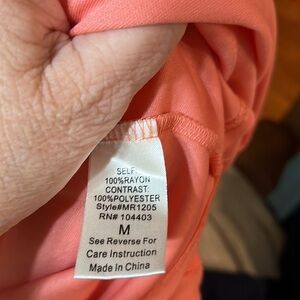 SELF:
100%RAYON
CONTRAST:
100%POLYESTER
Style#MR1205
RN# 104403
M
See Reverse For
Care Instruction
Made In China